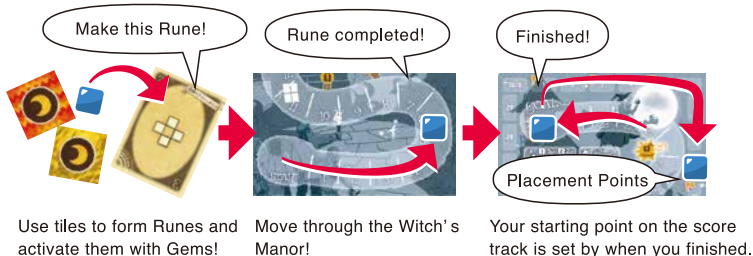 Make this Rune!
Rune completed!
Finished!
Placement Points
Use tiles to form Runes and
activate them with Gems!
Move through the Witch's
Manor!
Your starting point on the score
track is set by when you finished.